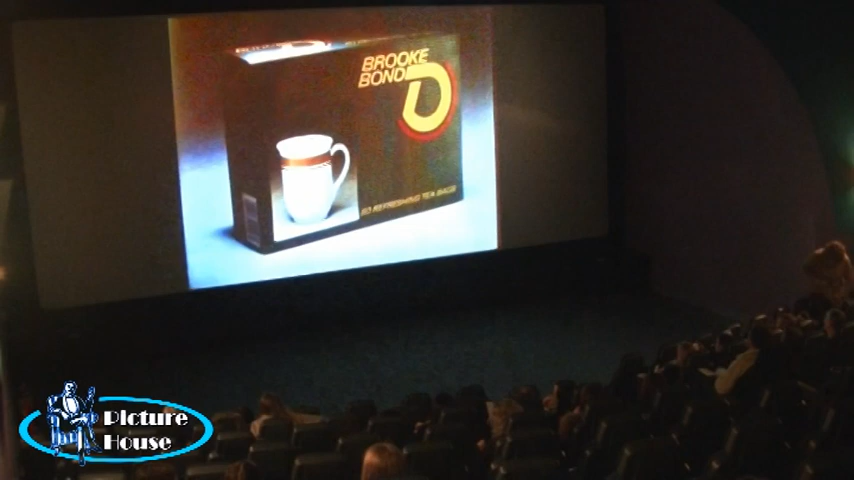 BROOKE
BOND D
80 REFRESHING TEA BAGS
Picture
House